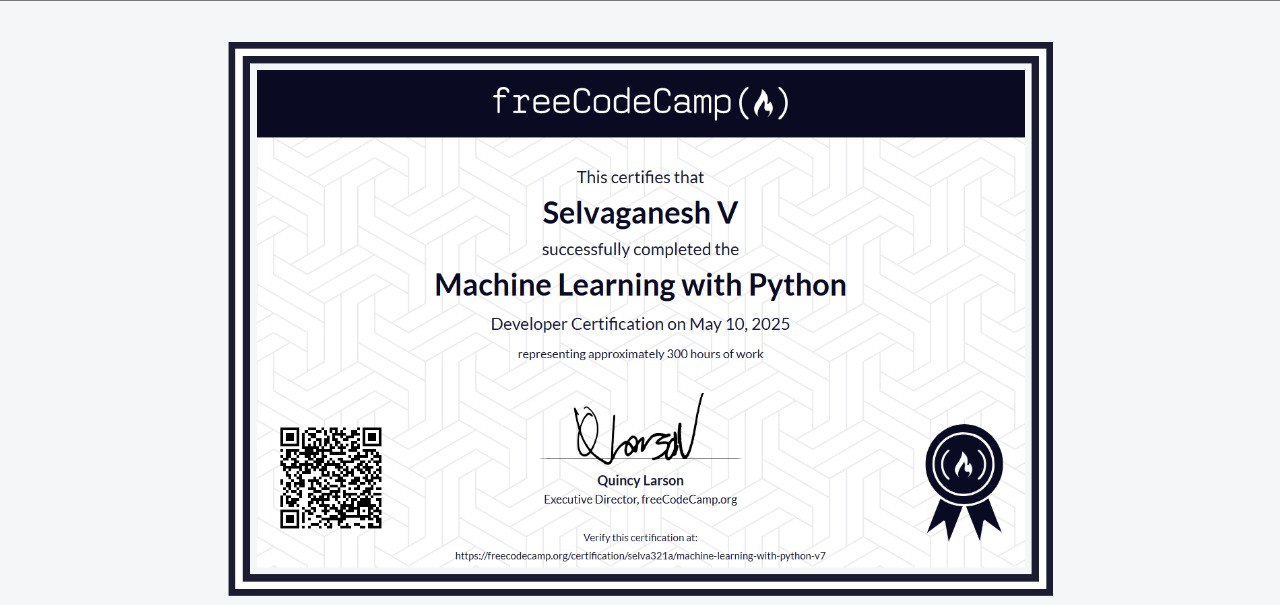 freeCodeCamp
This certifies that
Selvaganesh V
successfully completed the
Machine Learning with Python
Developer Certification on May 10, 2025
representing approximately 300 hours of work
Q Larson
Quincy Larson
Executive Director, freeCodeCamp.org
Verify this certification at:
https://freecodecamp.org/certification/selva321a/machine-learning-with-python-v7